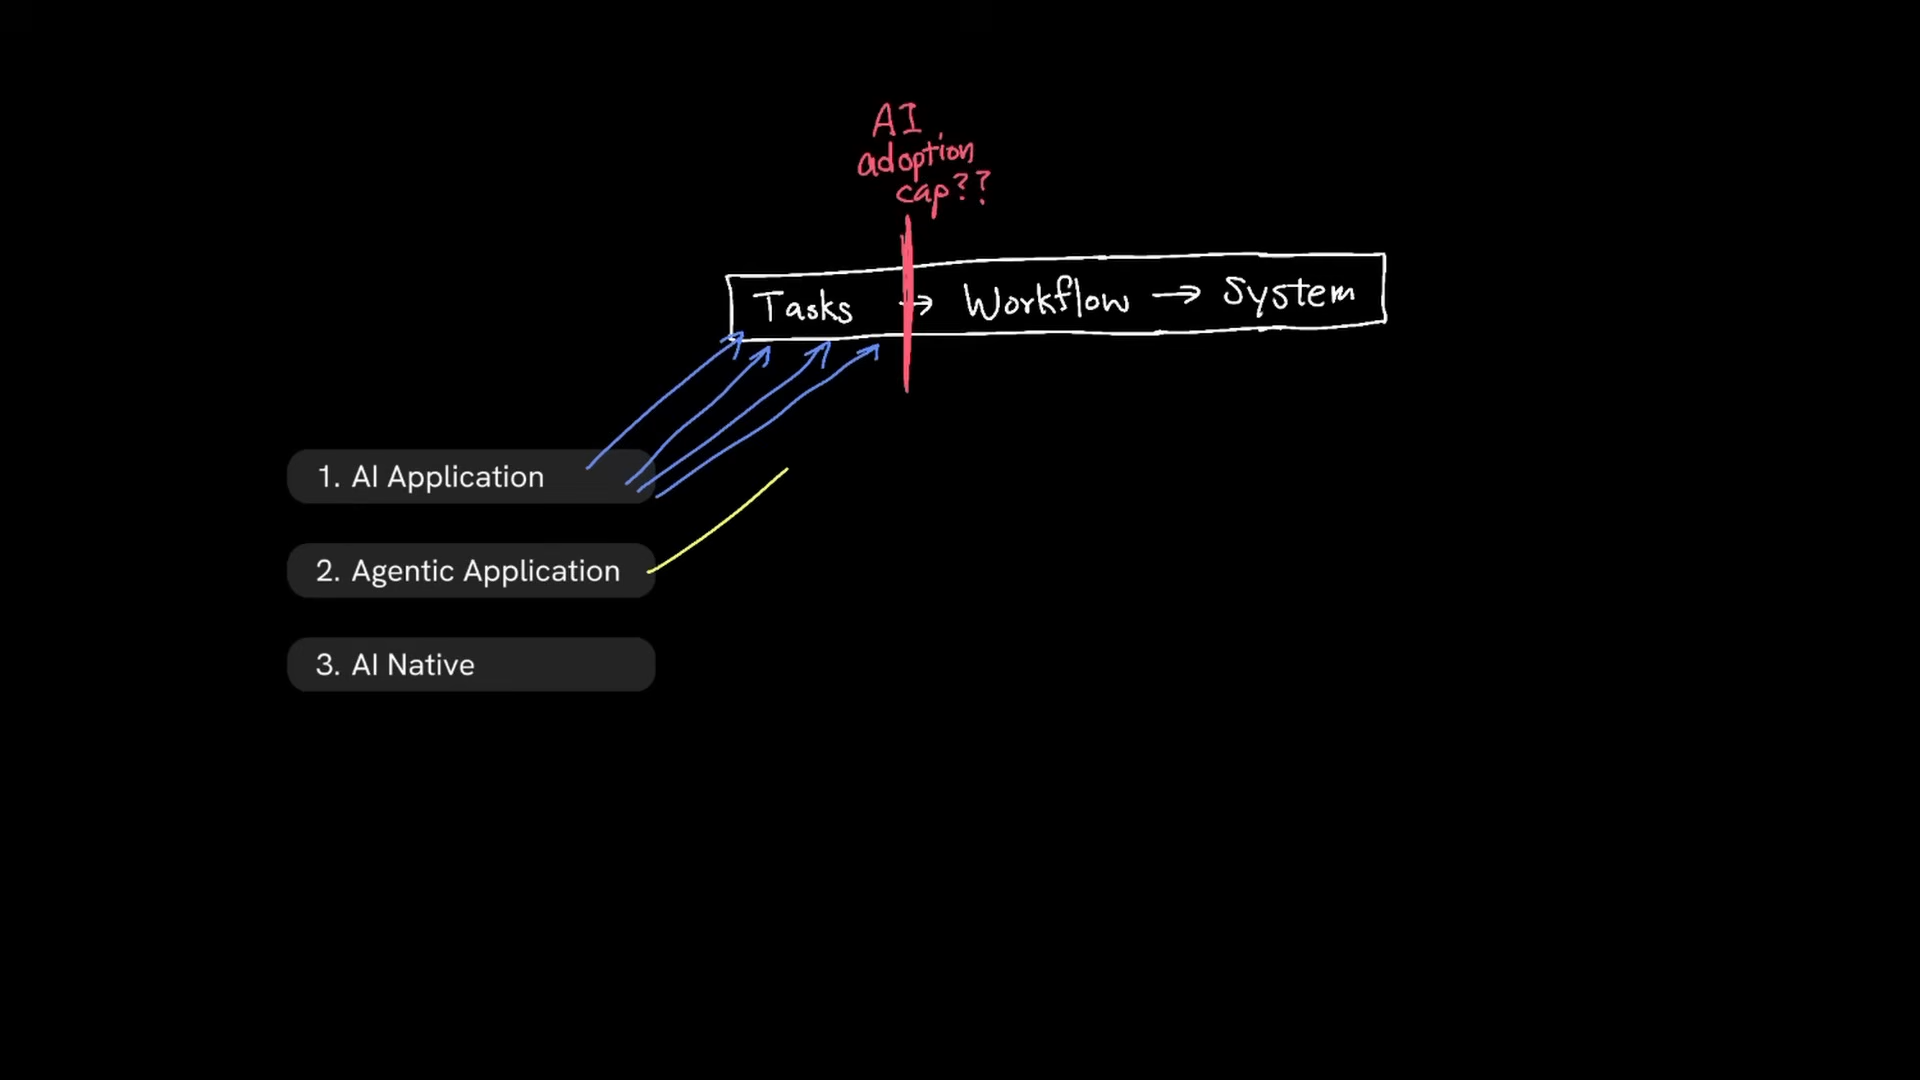 AI
adoption
cap??
Tasks → Workflow → System
1. AI Application
2. Agentic Application
3. AI Native